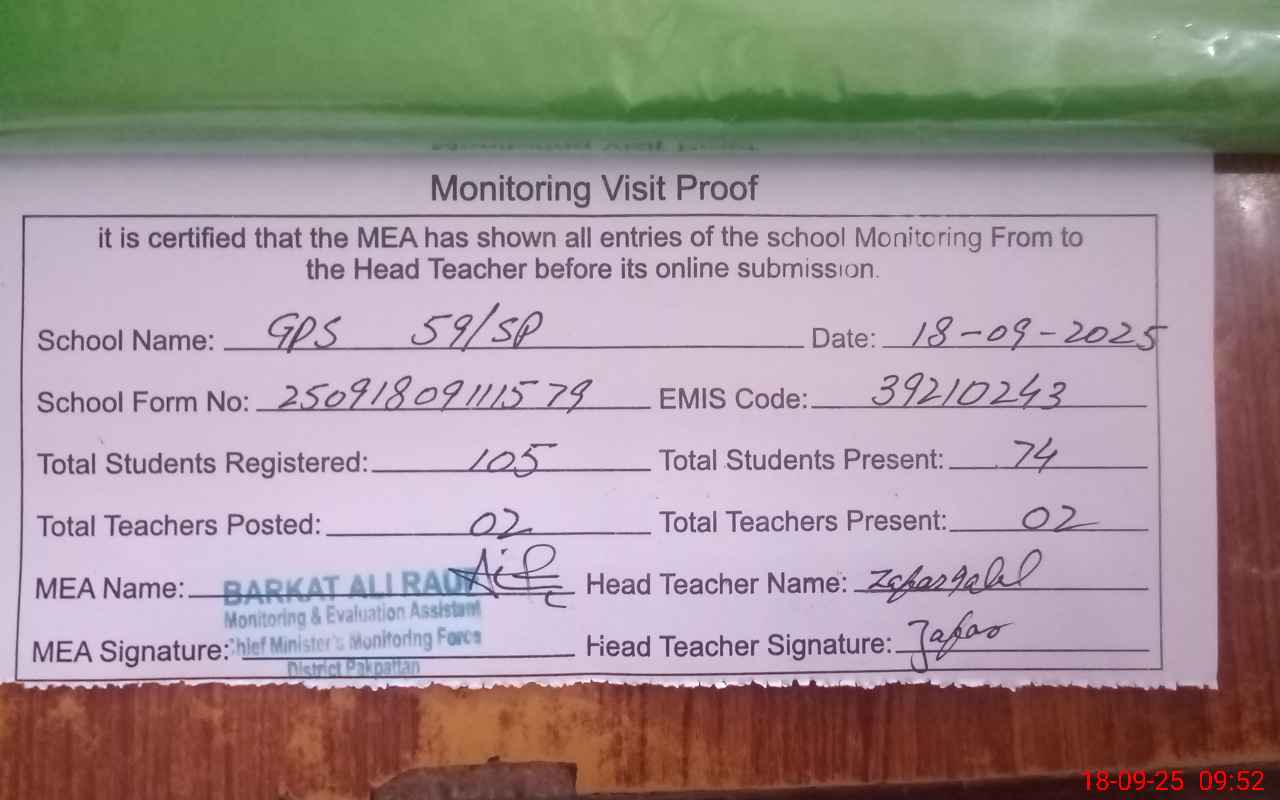 Monitoring Visit Proof
it is certified that the MEA has shown all entries of the school Monitoring From to
the Head Teacher before its online submission.
School Name: GPS 59/SP Date: 18-09-2025
School Form No: 25091809111579 EMIS Code: 39210243
Total Students Registered: 105 Total Students Present: 74
Total Teachers Posted: 02 Total Teachers Present: 02
MEA Name: BARKAT ALI RAUF Head Teacher Name: Zafar
Monitoring & Evaluation Assistant
MEA Signature: Chief Minister's Monitoring Force Head Teacher Signature: Zafar
District Pakpattan
18-09-25 09:52